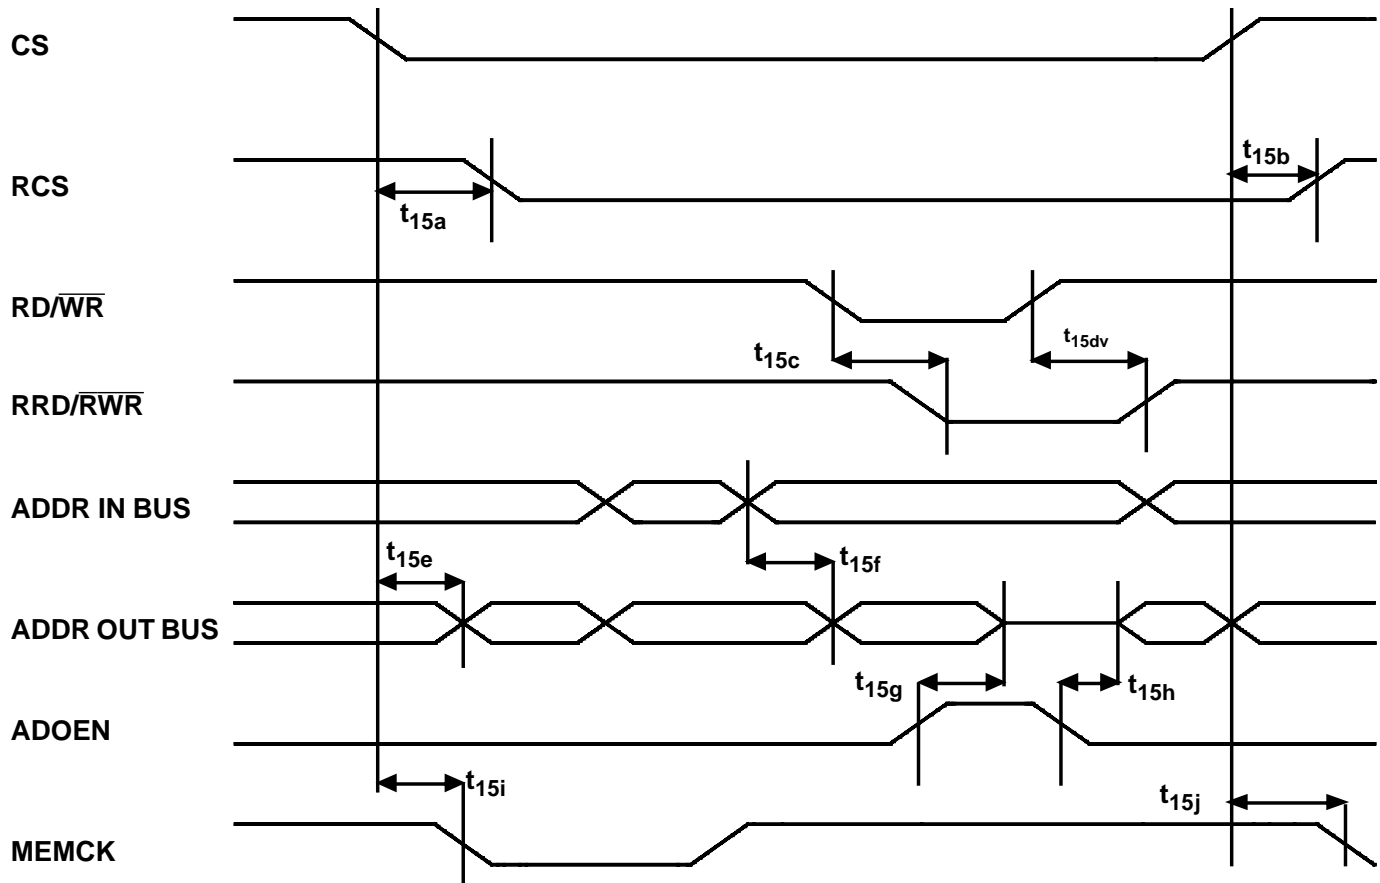 CS
RCS
t15a
t15b
RD/WR
t15c
t15dv
RRD/RWR
ADDR IN BUS
t15e
t15f
ADDR OUT BUS
t15g
t15h
ADOEN
t15i
t15j
MEMCK